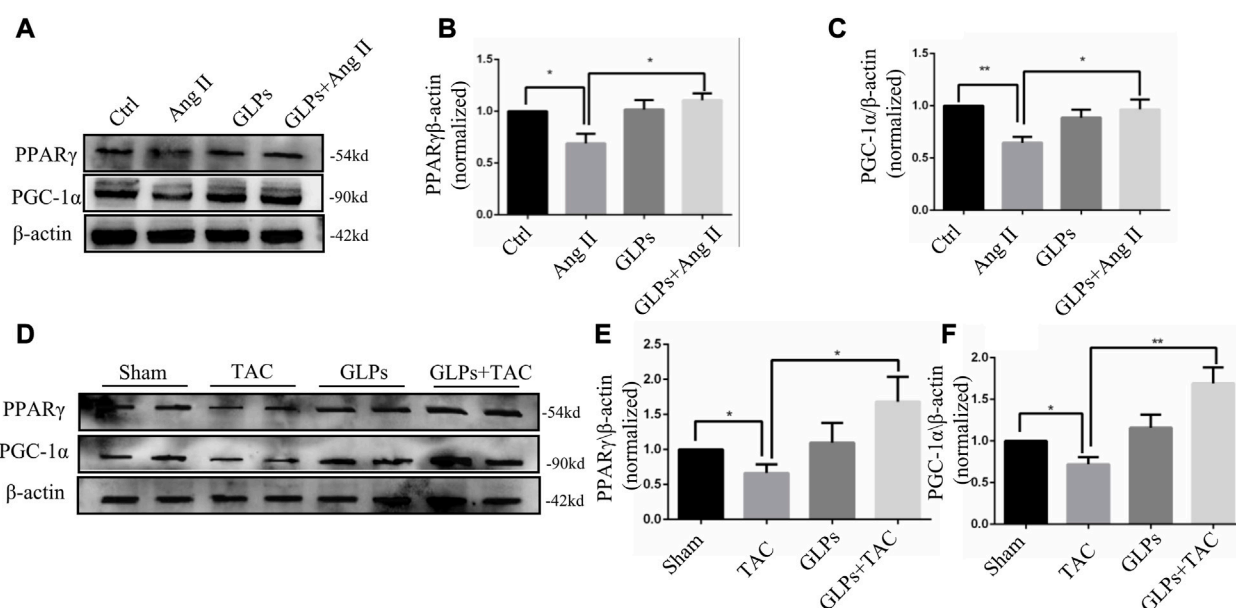 A
Ctrl
Ang II
GLPs
GLPs+Ang II
PPARγ
-54kd
PGC-1α
-90kd
β-actin
-42kd
B
PPARγβ-actin
(normalized)
1.5
1.0
0.5
0.0
*
*
Ctrl
Ang II
GLPs
GLPs+Ang II
C
PGC-1α/β-actin
(normalized)
1.5
1.0
0.5
0.0
**
*
Ctrl
Ang II
GLPs
GLPs+Ang II
D
Sham TAC GLPs GLPs+TAC
PPARγ
-54kd
PGC-1α
-90kd
β-actin
-42kd
E
PPARγ\β-actin
(normalized)
2.5
2.0
1.5
1.0
0.5
0.0
*
*
Sham
TAC
GLPs
GLPs+TAC
F
PGC-1α\β-actin
(normalized)
2.0
1.5
1.0
0.5
0.0
*
**
Sham
TAC
GLPs
GLPs+TAC